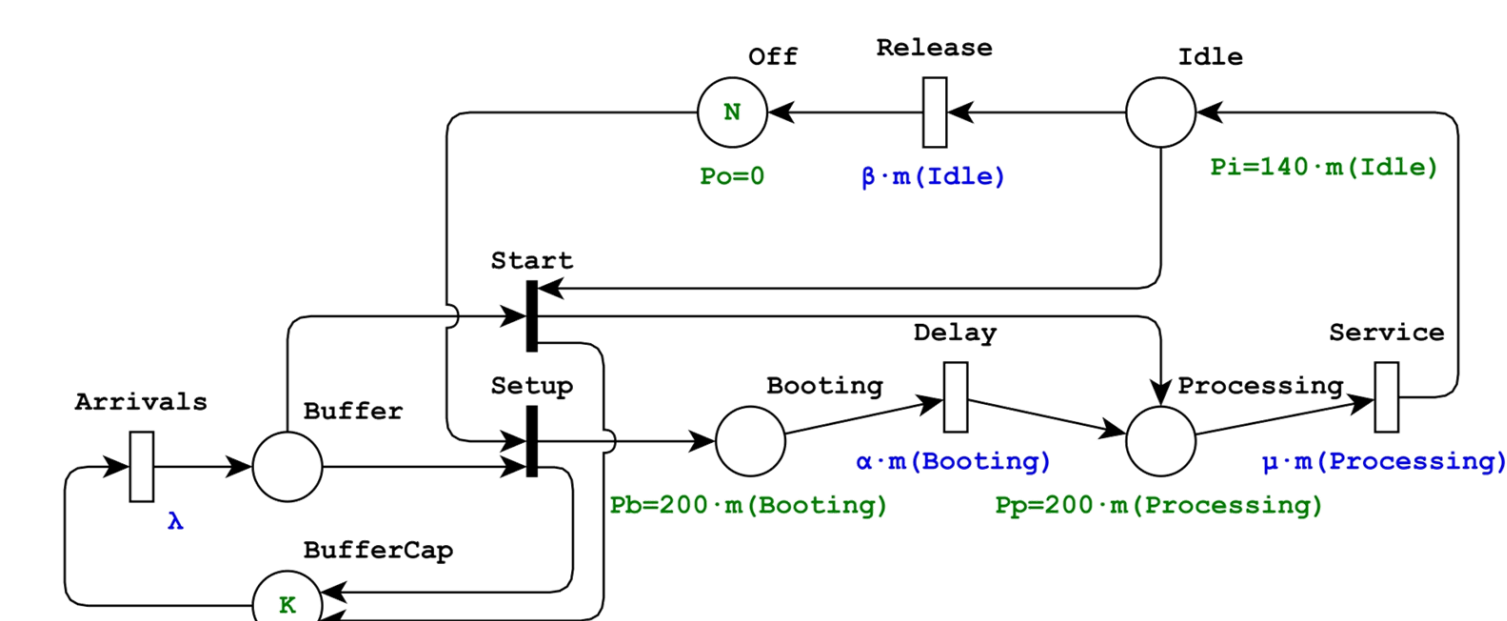 Off
Release
Idle
N
Po=0
β·m(Idle)
Pi=140·m(Idle)
Start
Delay
Service
Arrivals
Buffer
Setup
Booting
Processing
λ
α·m(Booting)
μ·m(Processing)
Pb=200·m(Booting)
Pp=200·m(Processing)
BufferCap
K